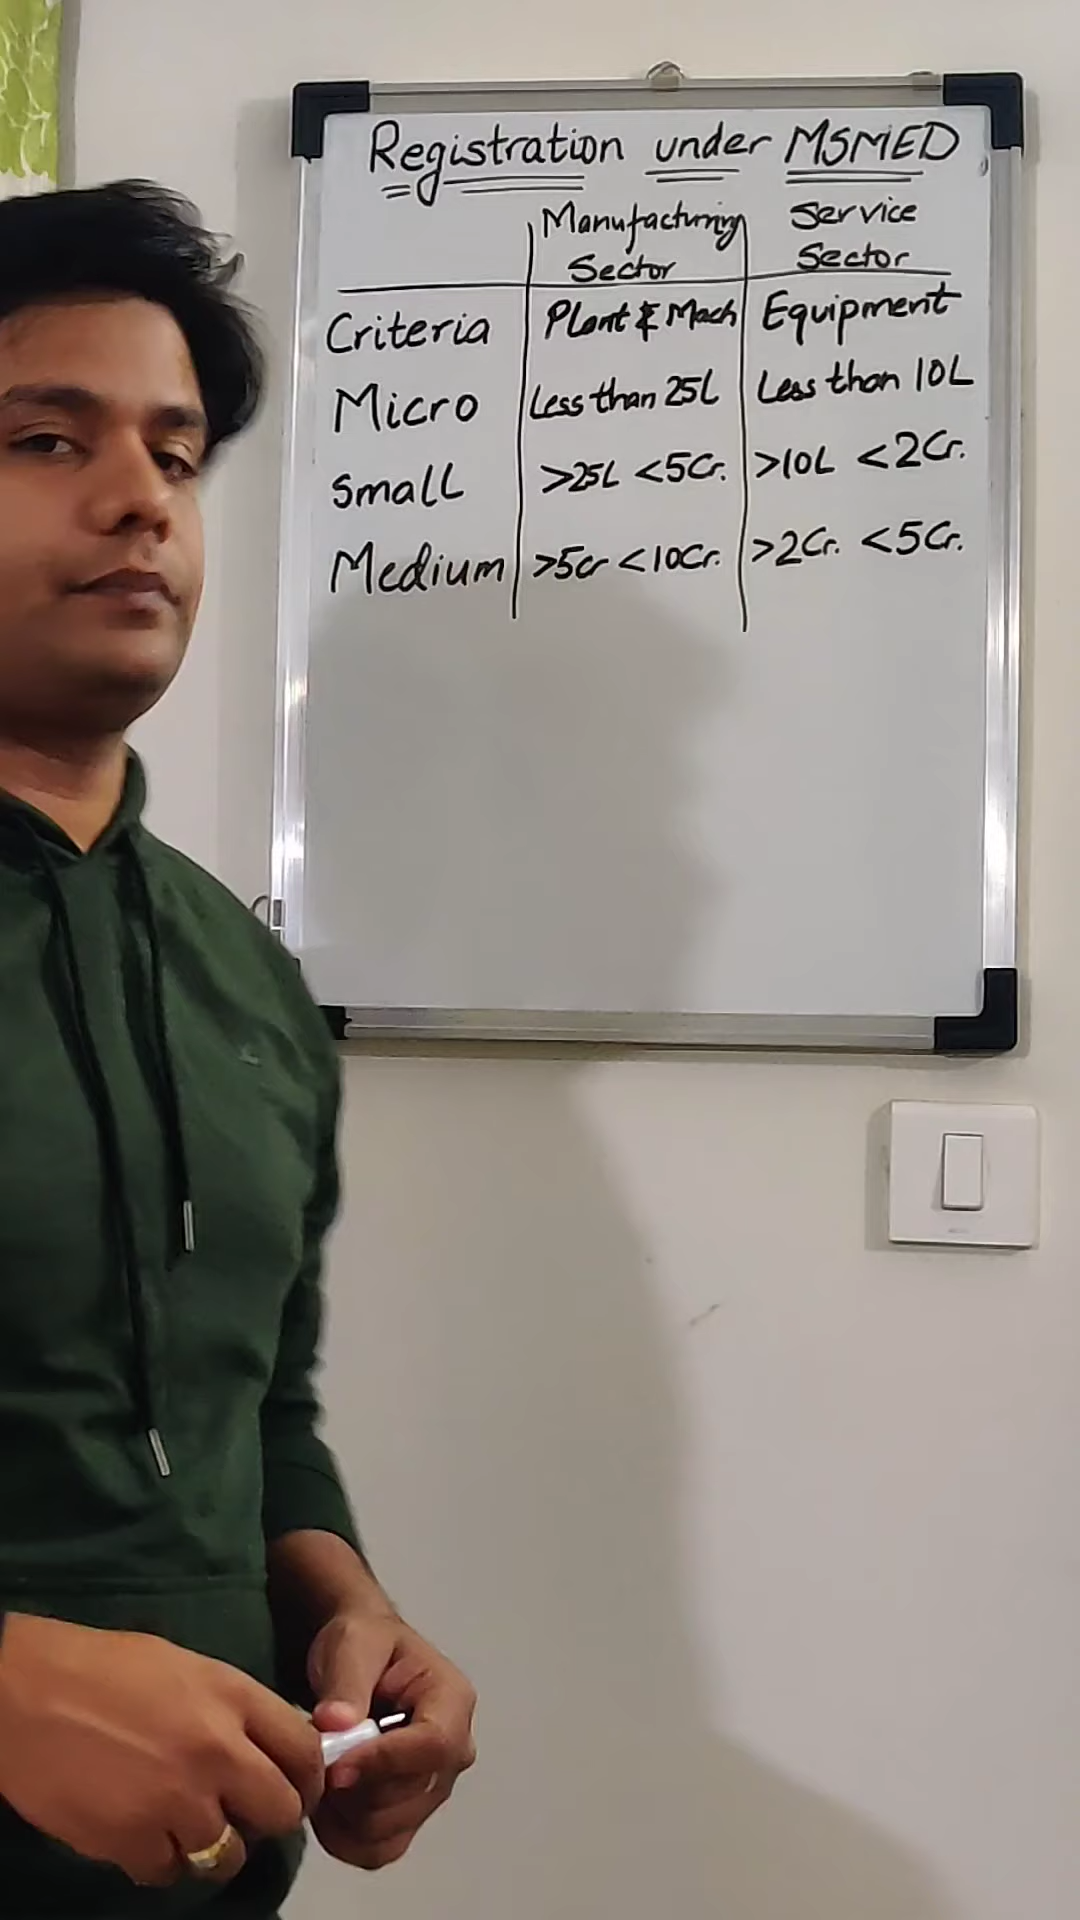 Registration under MSMED
Manufacturing Sector Service Sector
Criteria Plant & Mach Equipment
Micro Less than 25L Less than 10L
Small >25L <5Cr. >10L <2Cr.
Medium >5Cr <10Cr. >2Cr. <5Cr.